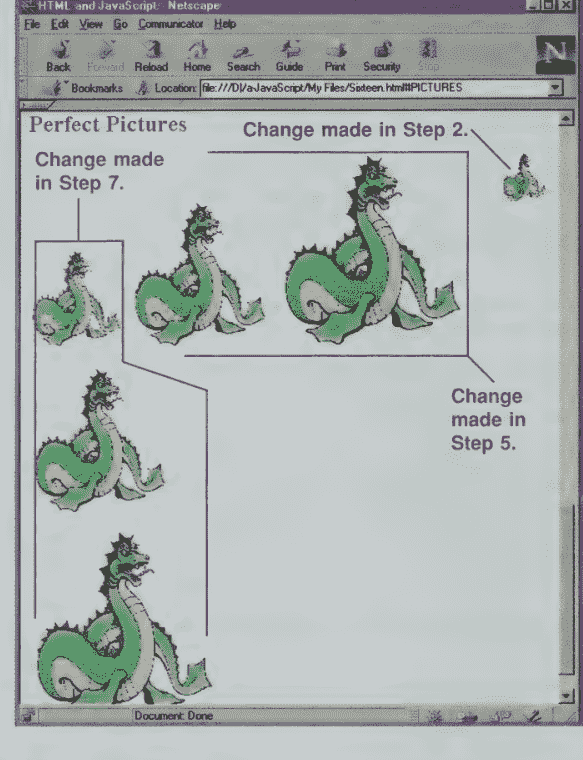 HTML and JavaScript - Netscape
File Edit View Go Communicator Help
Back Forward Reload Home Search Guide Print Security Stop
N
Bookmarks Location: file:///D|/a-JavaScript/My Files/Sixteen.html#PICTURES
Perfect Pictures
Change made in Step 2.
Change made
in Step 7.
Change
made in
Step 5.
Document: Done